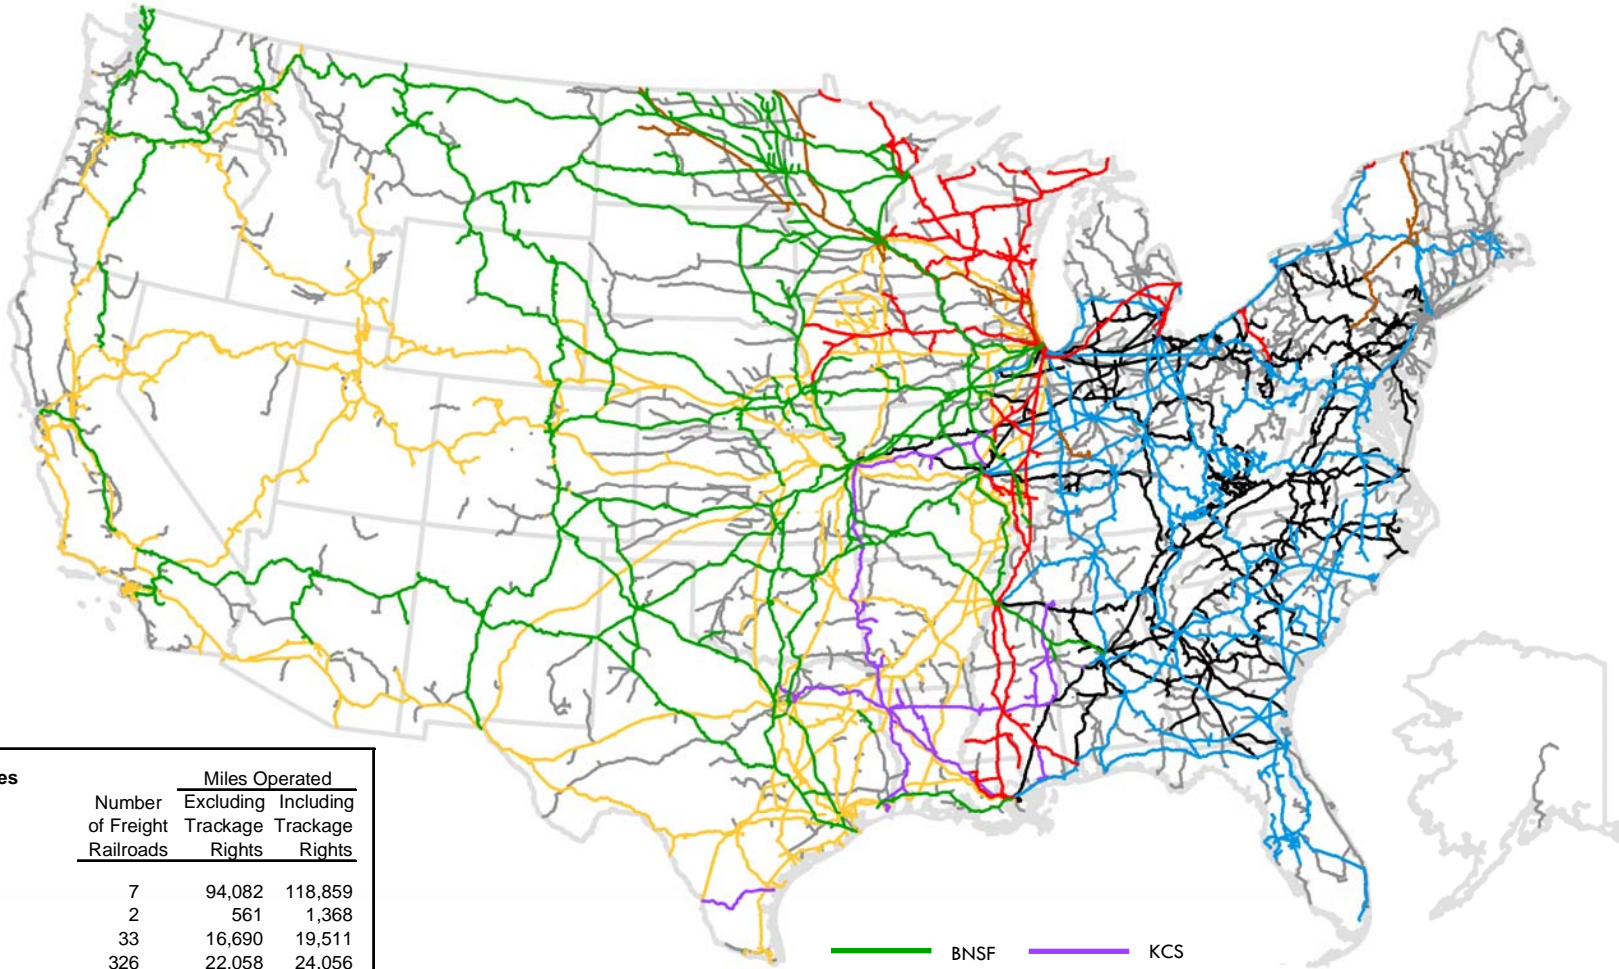 es
Miles Operated
Number Excluding Including
of Freight Trackage Trackage
Railroads Rights Rights
7 94,082 118,859
2 561 1,368
33 16,690 19,511
326 22,058 24,056
BNSF KCS